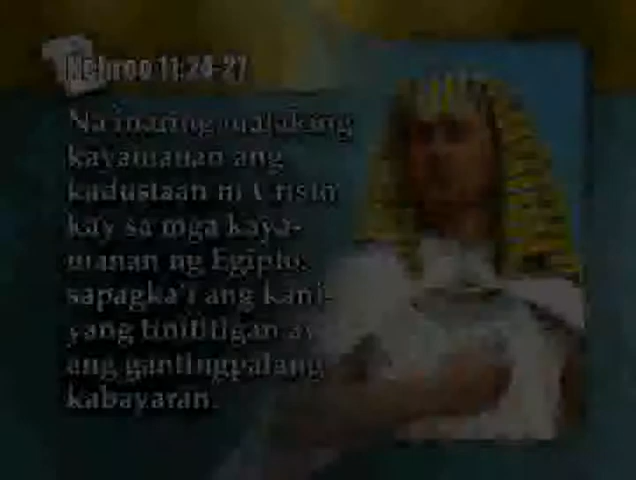 Hebreo 11:24-27
Na inaring malaking
kayamanan ang
kadustaan ni Cristo
kay sa mga kaya-
manan ng Egipto,
sapagka't ang kani-
yang tinititigan ay
ang gantingpalang
kabayaran.